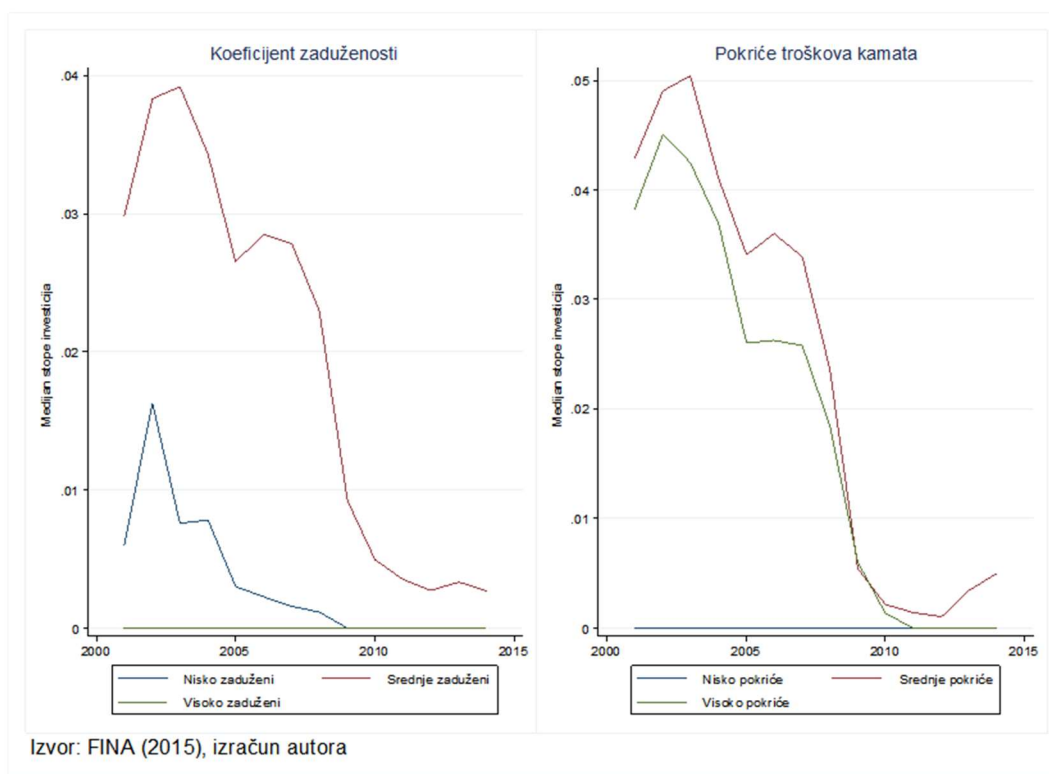 Koeficijent zaduženosti
Medijan stope investicija
.04
.03
.02
.01
0
2000 2005 2010 2015
Nisko zaduženi Srednje zaduženi
Visoko zaduženi
Pokriće troškova kamata
Medijan stope investicija
.05
.04
.03
.02
.01
0
2000 2005 2010 2015
Nisko pokriće Srednje pokriće
Visoko pokriće
Izvor: FINA (2015), izračun autora